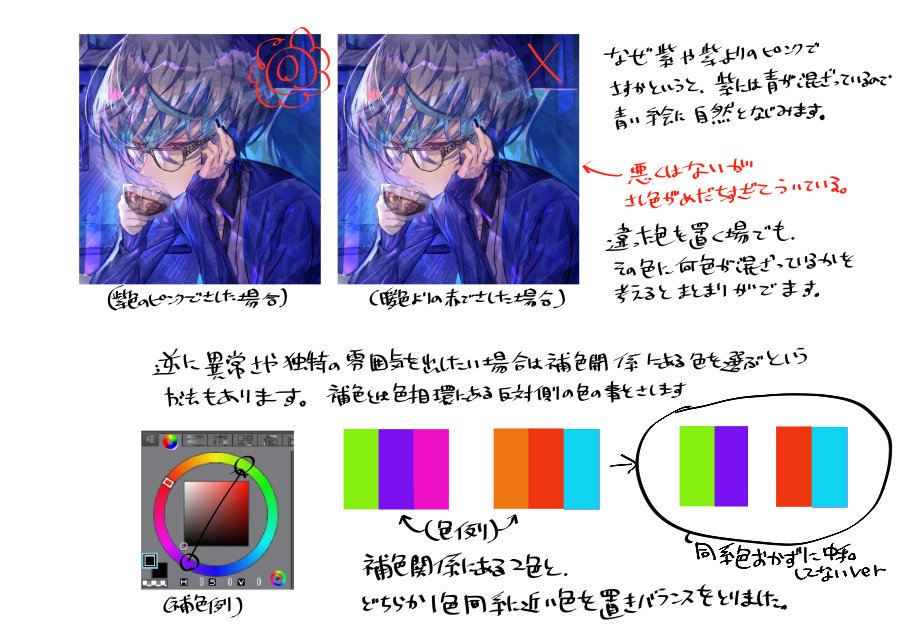 なぜ紫や紫よりのピンクで
さすかというと、紫には青が混ざっているので
青い絵に自然となじみます。
悪くはないが
さし色がめだちすぎてういている。
違った色を置く場でも、
その色に何色が混ざっているかを
考えるとまとまりがでます。
(紫色のピンクでさした場合)
(暖色よりの赤でさした場合)
逆に異常さや独特の雰囲気を出したい場合は補色関係にある色を選ぶという
方法もあります。補色とは色相環にある反対側の色の事をさします
(補色例)
H 3 S 0 V 0
(色例)
補色関係にある2色と、
どちらか1色同系に近い色を置きバランスをとりました。
同系色おかずに中和
してないver